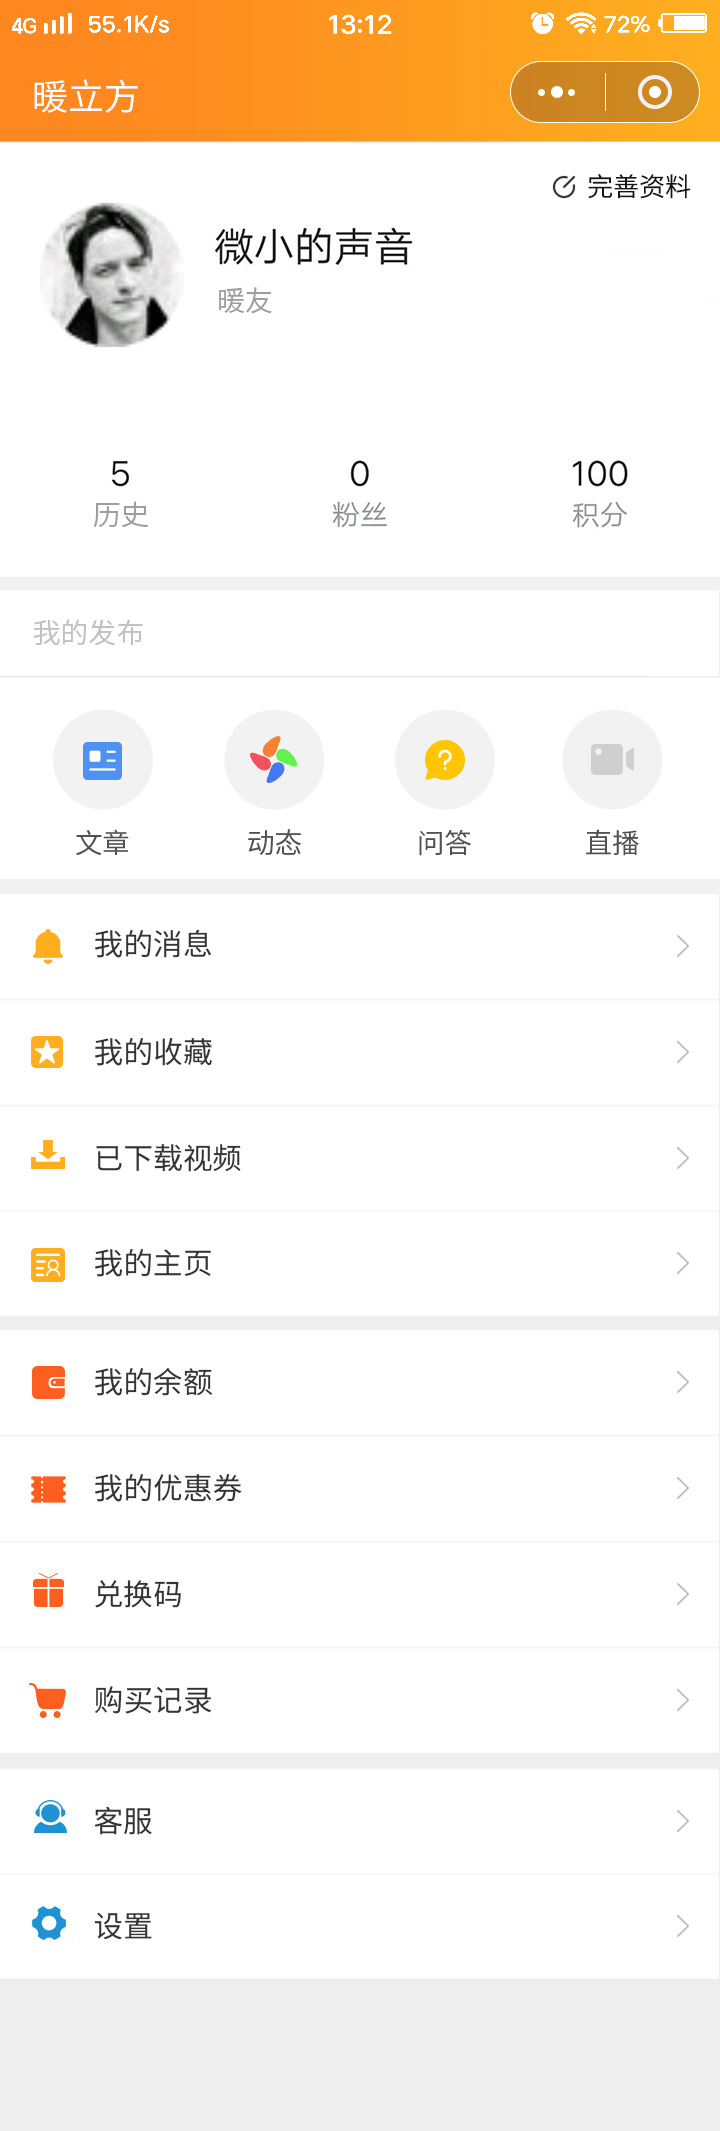 4G 55.1K/s 13:12 72%
暖立方
完善资料
微小的声音
暖友
5 0 100
历史 粉丝 积分
我的发布
文章 动态 问答 直播
我的消息
我的收藏
已下载视频
我的主页
我的余额
我的优惠券
兑换码
购买记录
客服
设置